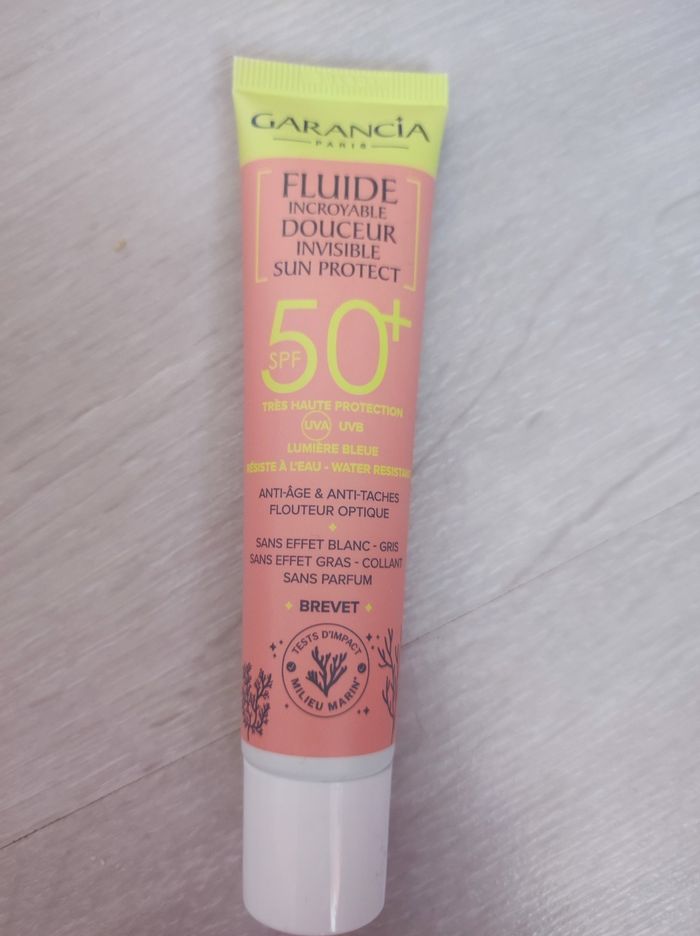 GARANCiA
PARIS
FLUIDE
INCROYABLE
DOUCEUR
INVISIBLE
SUN PROTECT
SPF 50+
TRÈS HAUTE PROTECTION
UVA UVB
LUMIÈRE BLEUE
RÉSISTE À L'EAU - WATER RESISTANT
ANTI-ÂGE & ANTI-TACHES
FLOUTEUR OPTIQUE
SANS EFFET BLANC - GRIS
SANS EFFET GRAS - COLLANT
SANS PARFUM
BREVET
TESTS D'IMPACT
MILIEU MARIN*